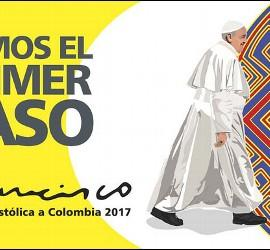 MOS EL
IMER
ASO
ancisco
stólica a Colombia 2017